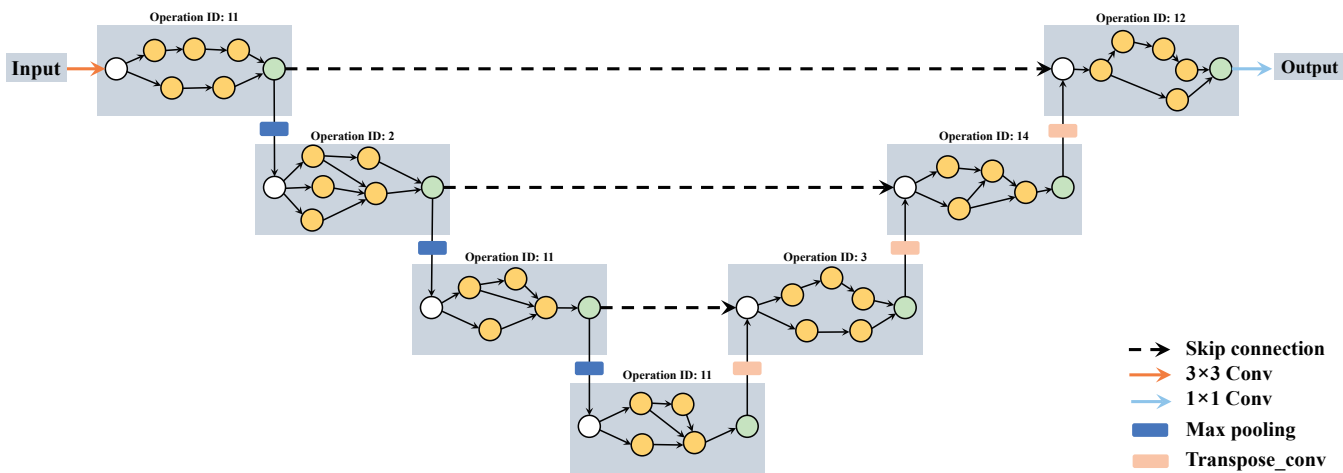 Operation ID: 11
Operation ID: 12
Input
Output
Operation ID: 2
Operation ID: 14
Operation ID: 11
Operation ID: 3
Operation ID: 11
Skip connection
3×3 Conv
1×1 Conv
Max pooling
Transpose_conv